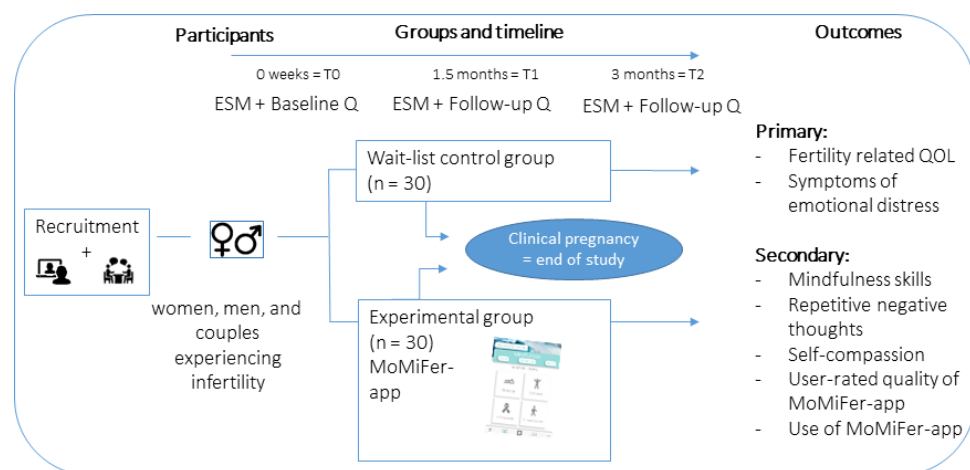 Participants
Groups and timeline
Outcomes
0 weeks = T0
1.5 months = T1
3 months = T2
ESM + Baseline Q
ESM + Follow-up Q
ESM + Follow-up Q
Recruitment
+
women, men, and
couples
experiencing
infertility
Wait-list control group
(n = 30)
Clinical pregnancy
= end of study
Experimental group
(n = 30)
MoMiFer-
app
Primary:
- Fertility related QOL
- Symptoms of
emotional distress
Secondary:
- Mindfulness skills
- Repetitive negative
thoughts
- Self-compassion
- User-rated quality of
MoMiFer-app
- Use of MoMiFer-app